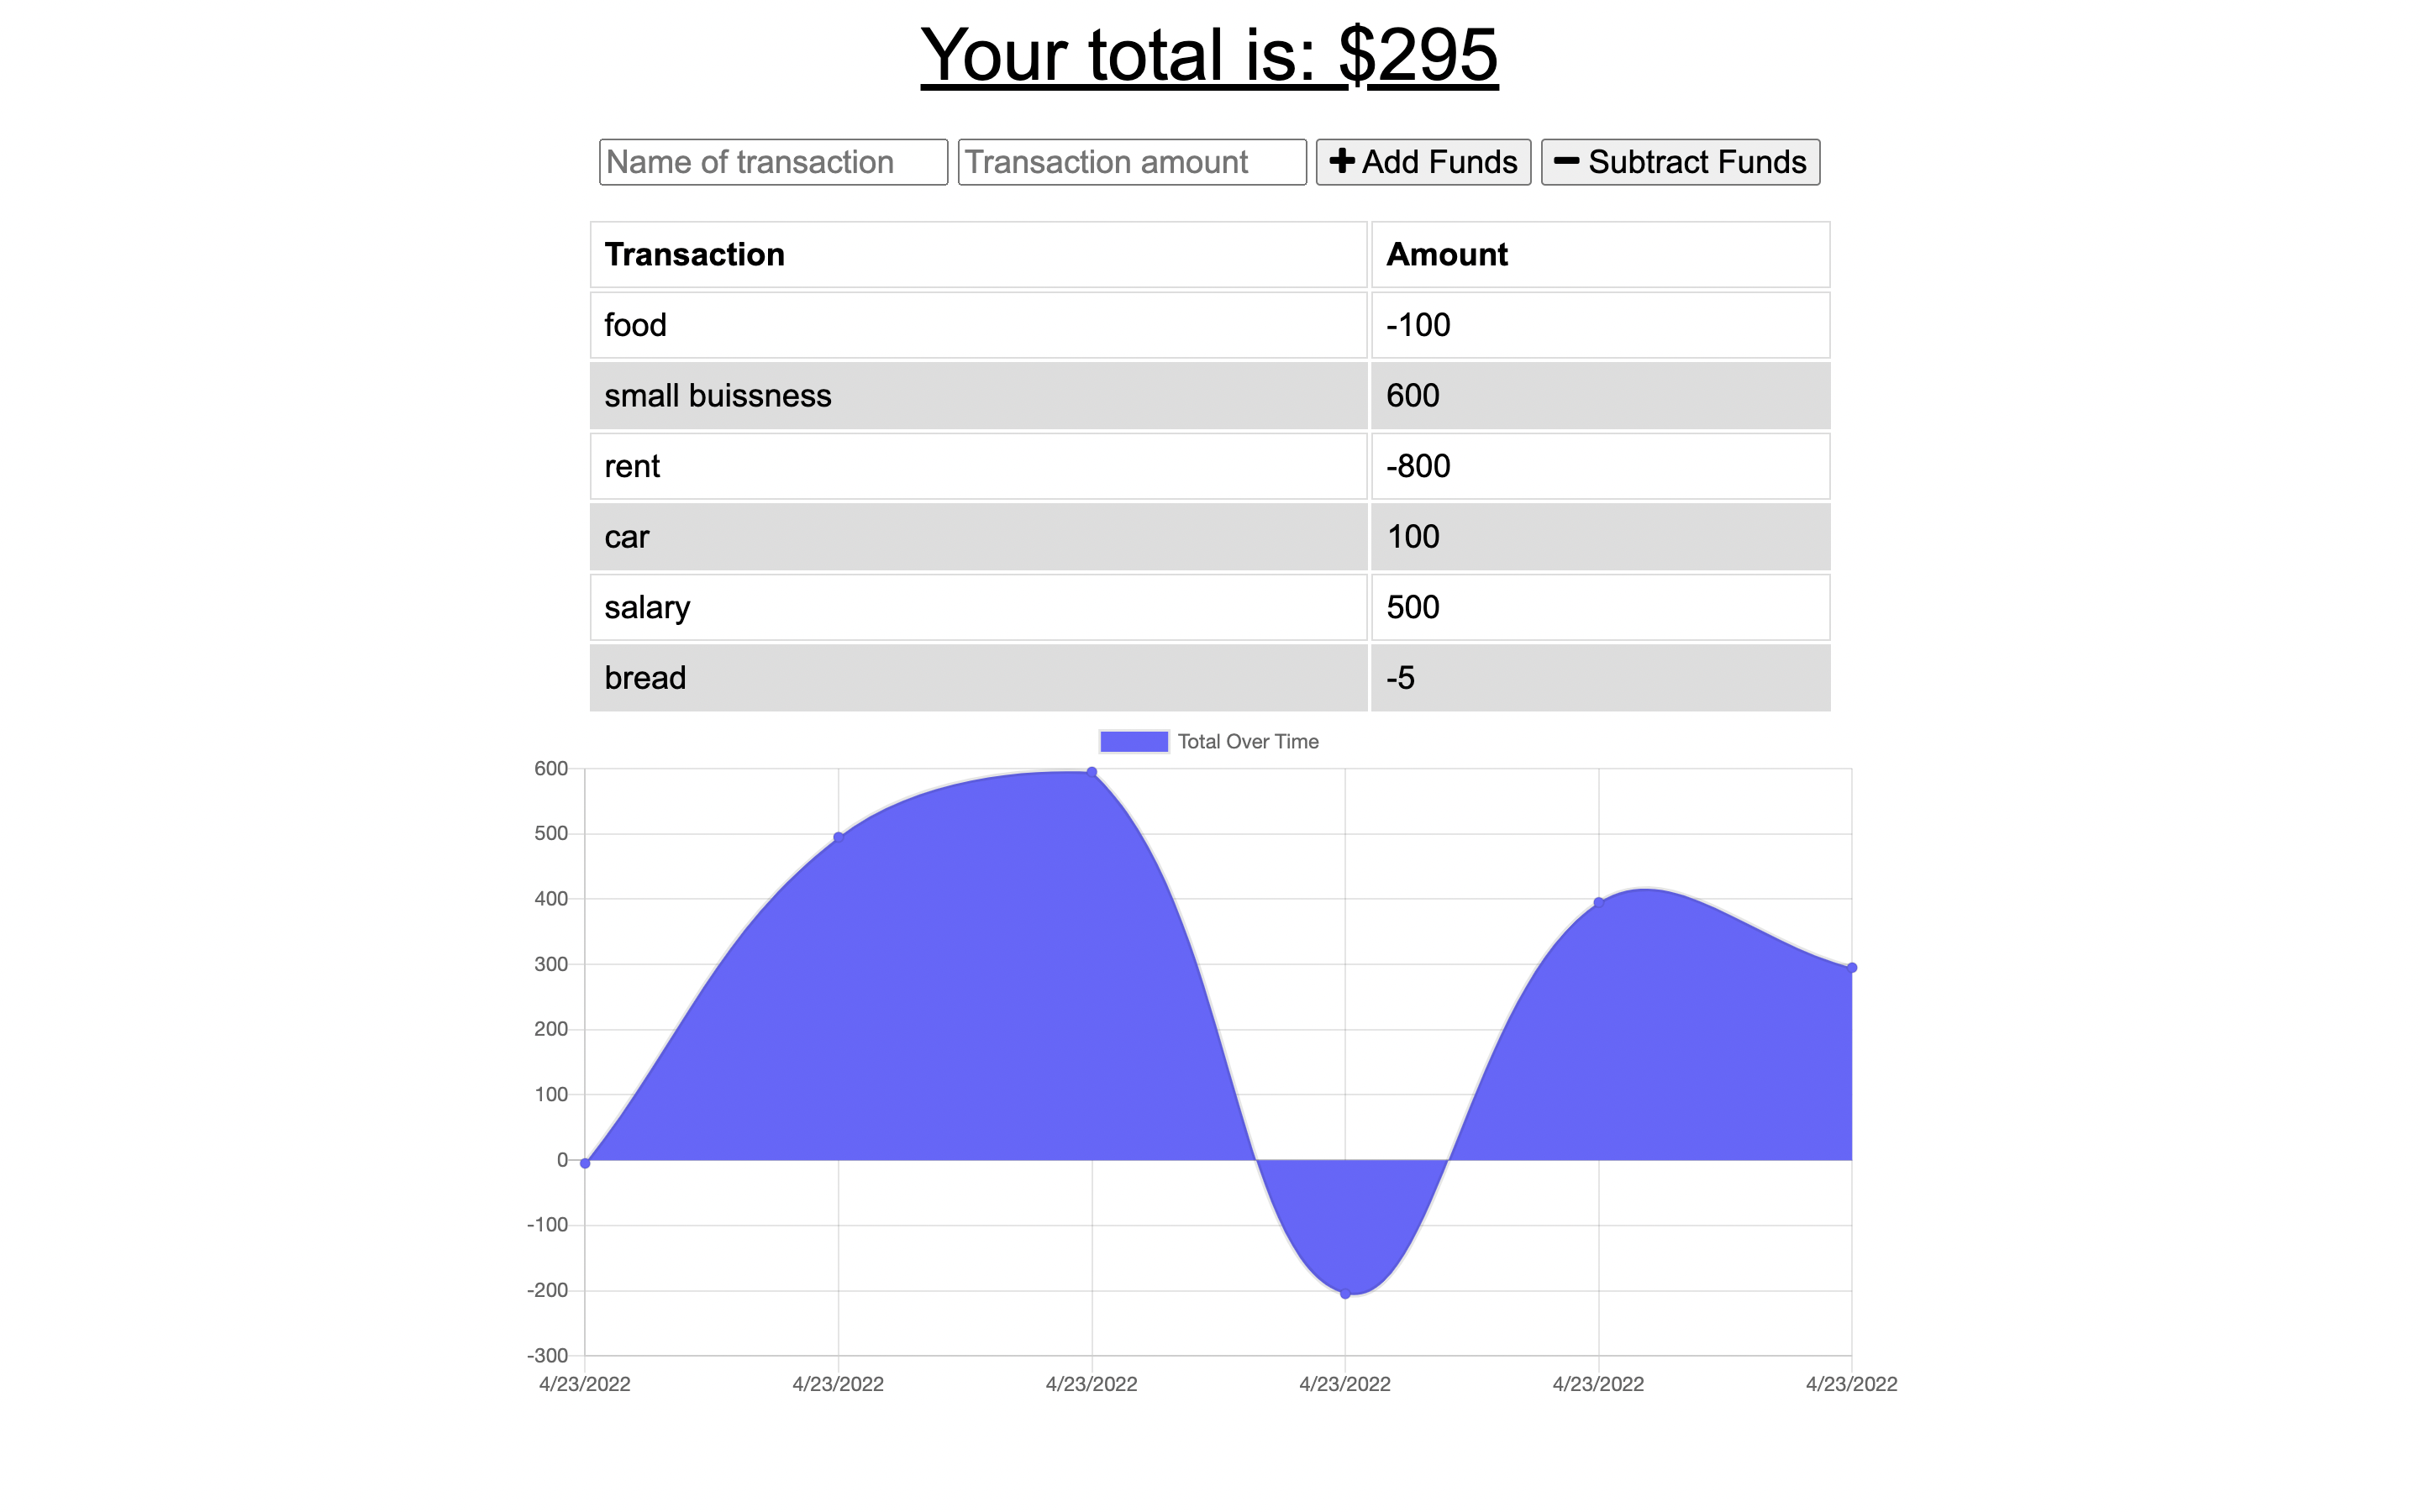 Your total is: $295
Name of transaction Transaction amount + Add Funds − Subtract Funds
Transaction Amount
food -100
small buissness 600
rent -800
car 100
salary 500
bread -5
Total Over Time
600
500
400
300
200
100
0
-100
-200
-300
4/23/2022 4/23/2022 4/23/2022 4/23/2022 4/23/2022 4/23/2022